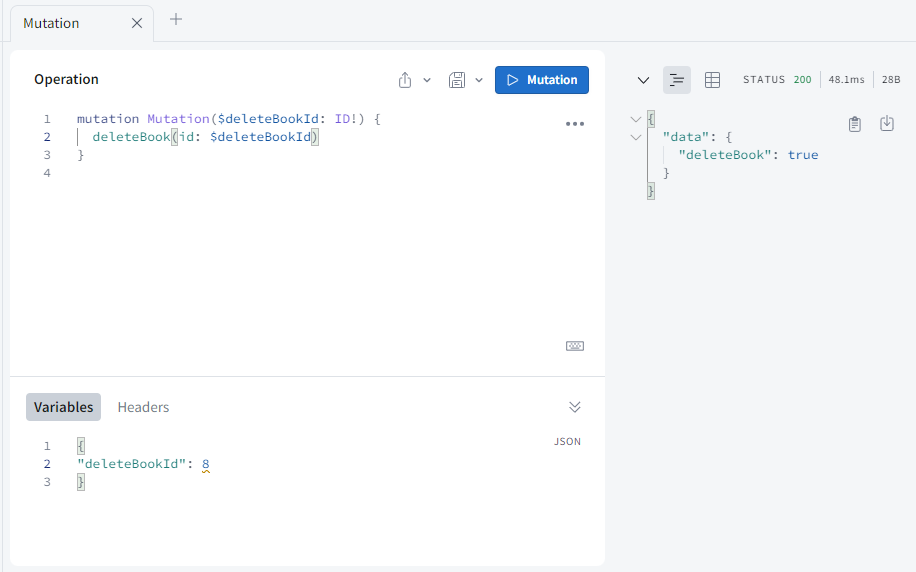 Mutation
Operation
Mutation
1 mutation Mutation($deleteBookId: ID!) {
2 deleteBook(id: $deleteBookId)
3 }
4
Variables Headers
JSON
1 {
2 "deleteBookId": 8
3 }
STATUS 200 48.1ms 28B
{
"data": {
"deleteBook": true
}
}